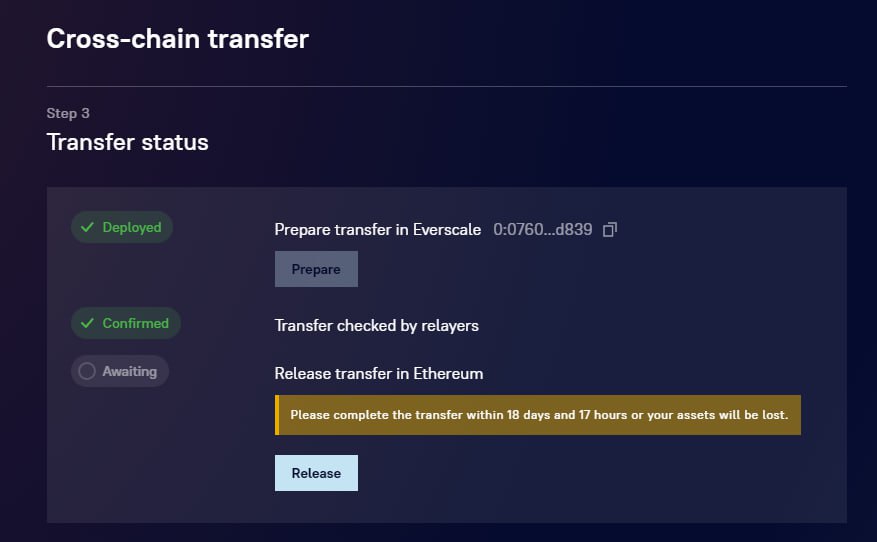 Cross-chain transfer
Step 3
Transfer status
Deployed
Prepare transfer in Everscale 0:0760...d839
Prepare
Confirmed
Transfer checked by relayers
Awaiting
Release transfer in Ethereum
Please complete the transfer within 18 days and 17 hours or your assets will be lost.
Release